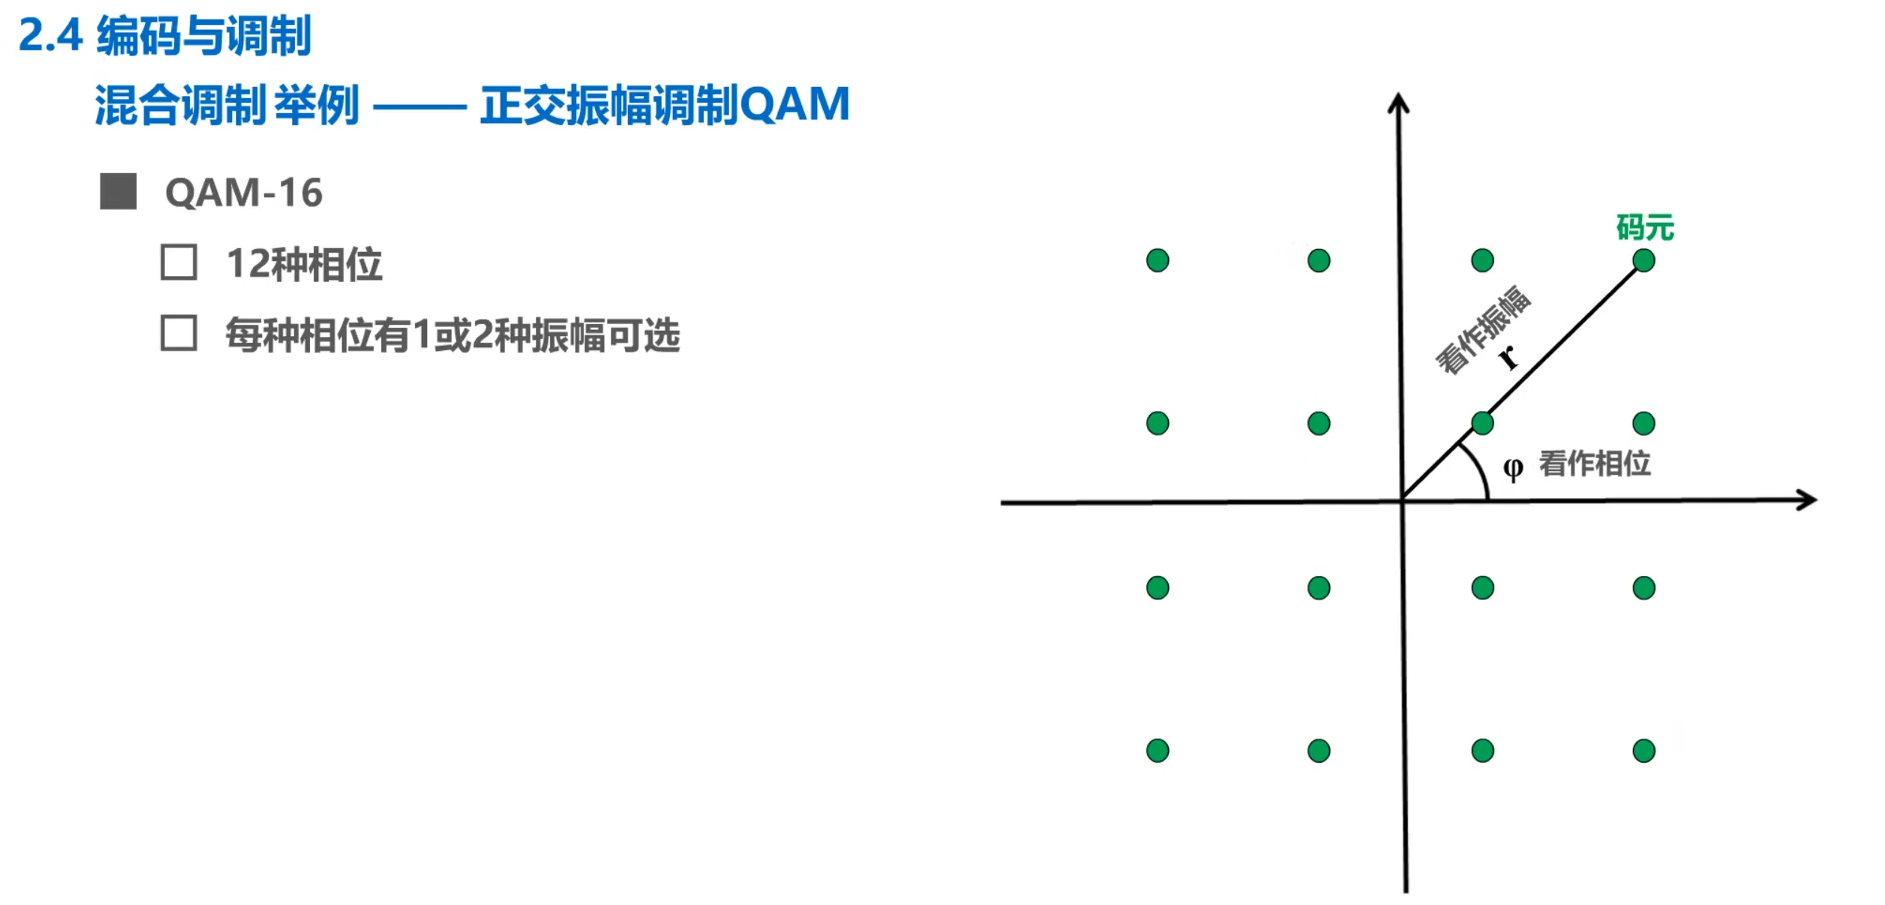 2.4 编码与调制
混合调制 举例 —— 正交振幅调制QAM
QAM-16
12种相位
每种相位有1或2种振幅可选
码元
看作振幅
r
φ 看作相位